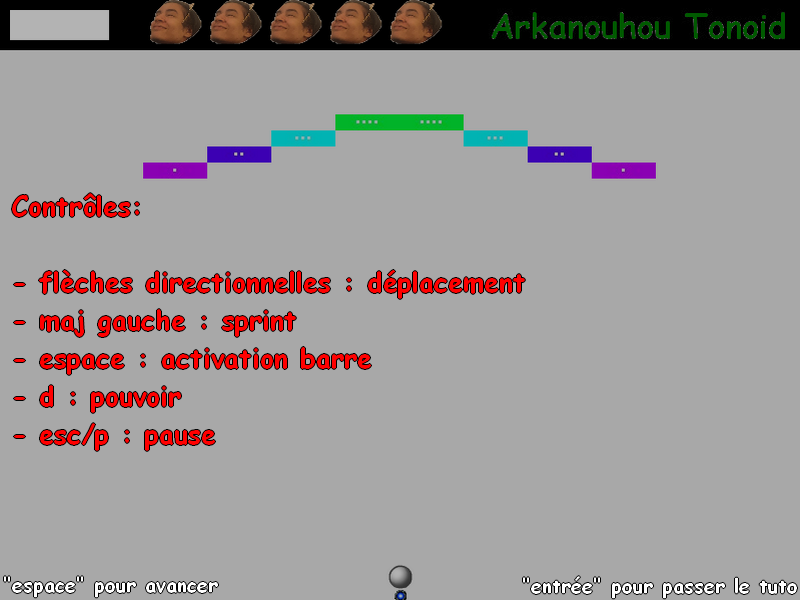 Arkanouhou Tonoid
Contrôles:
- flèches directionnelles : déplacement
- maj gauche : sprint
- espace : activation barre
- d : pouvoir
- esc/p : pause
"espace" pour avancer
"entrée" pour passer le tuto